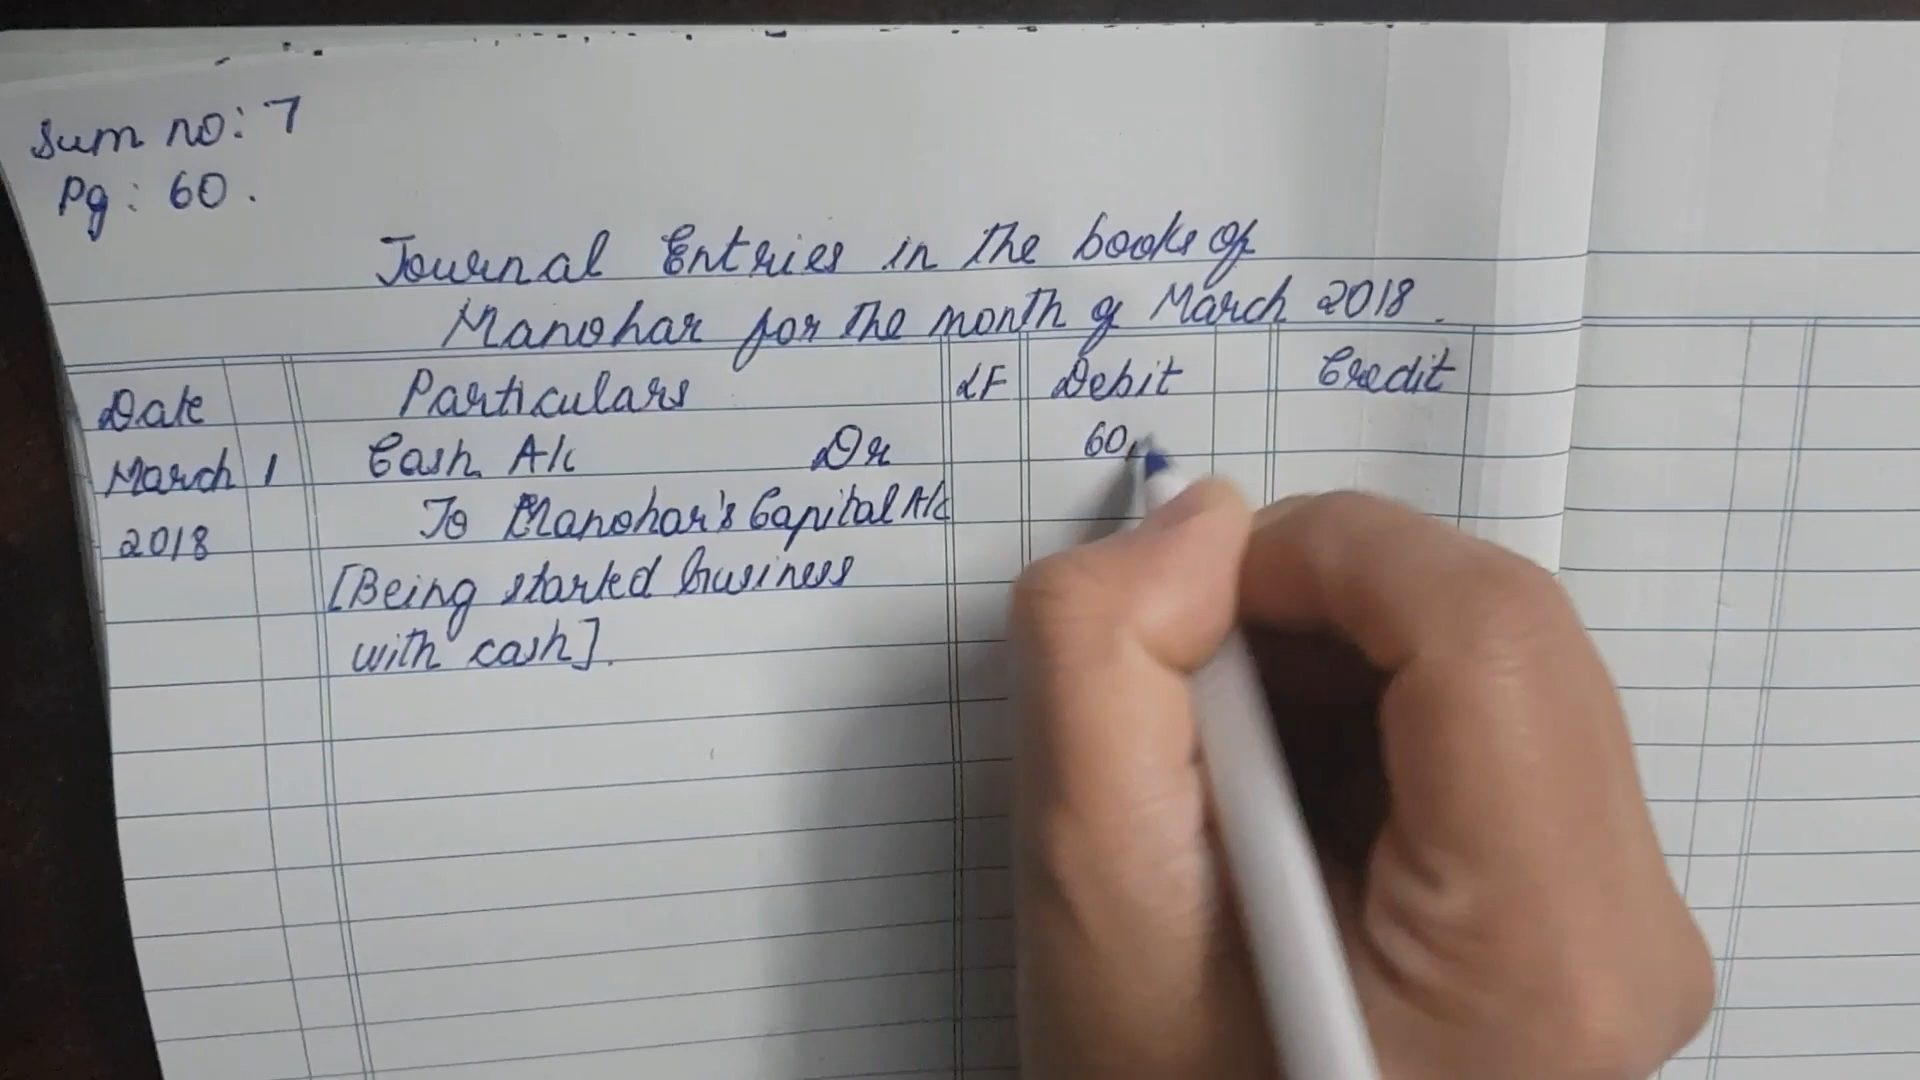 Sum no: 7
Pg: 60.
Journal Entries in the books of
Manohar for the month of March 2018.
Date Particulars LF Debit Credit
March 1 Cash A/c Dr 60,
2018 To Manohar's Capital A/c
[Being started business
with cash].